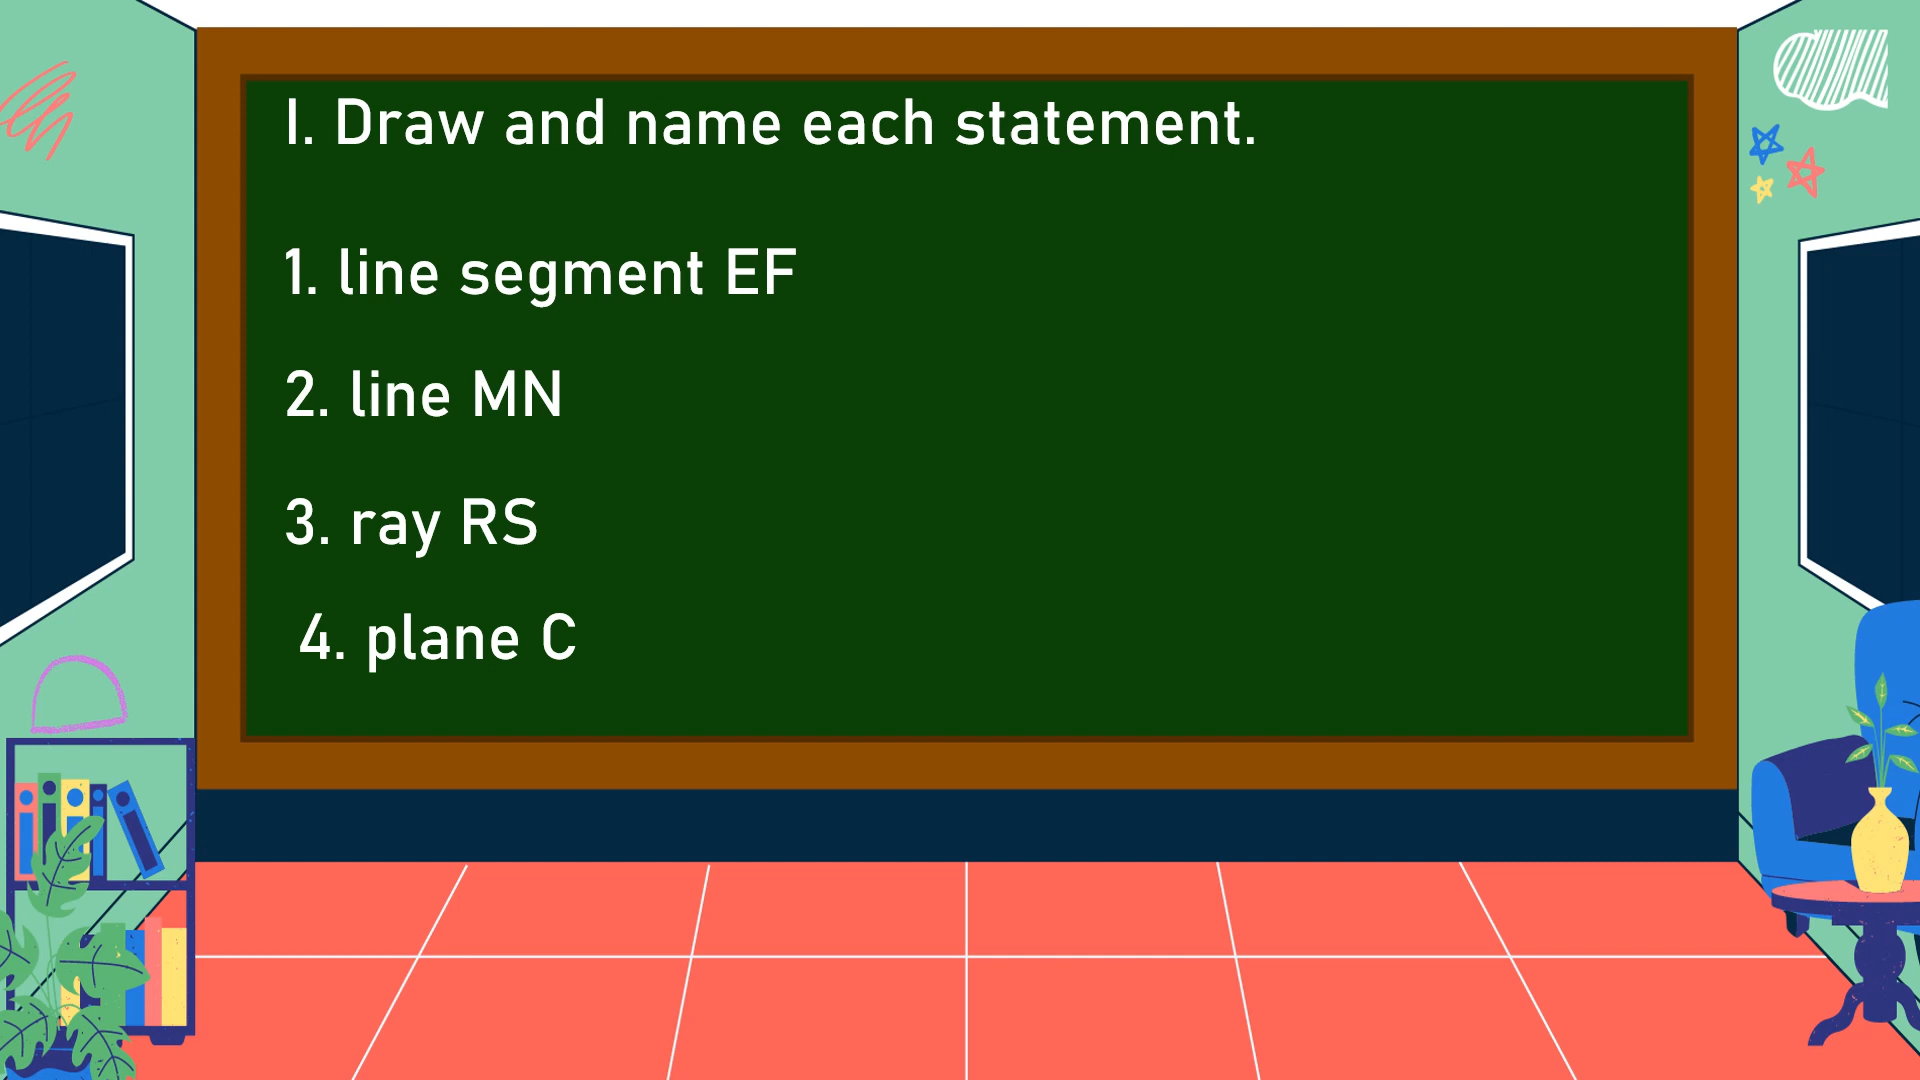 I. Draw and name each statement.
1. line segment EF
2. line MN
3. ray RS
4. plane C